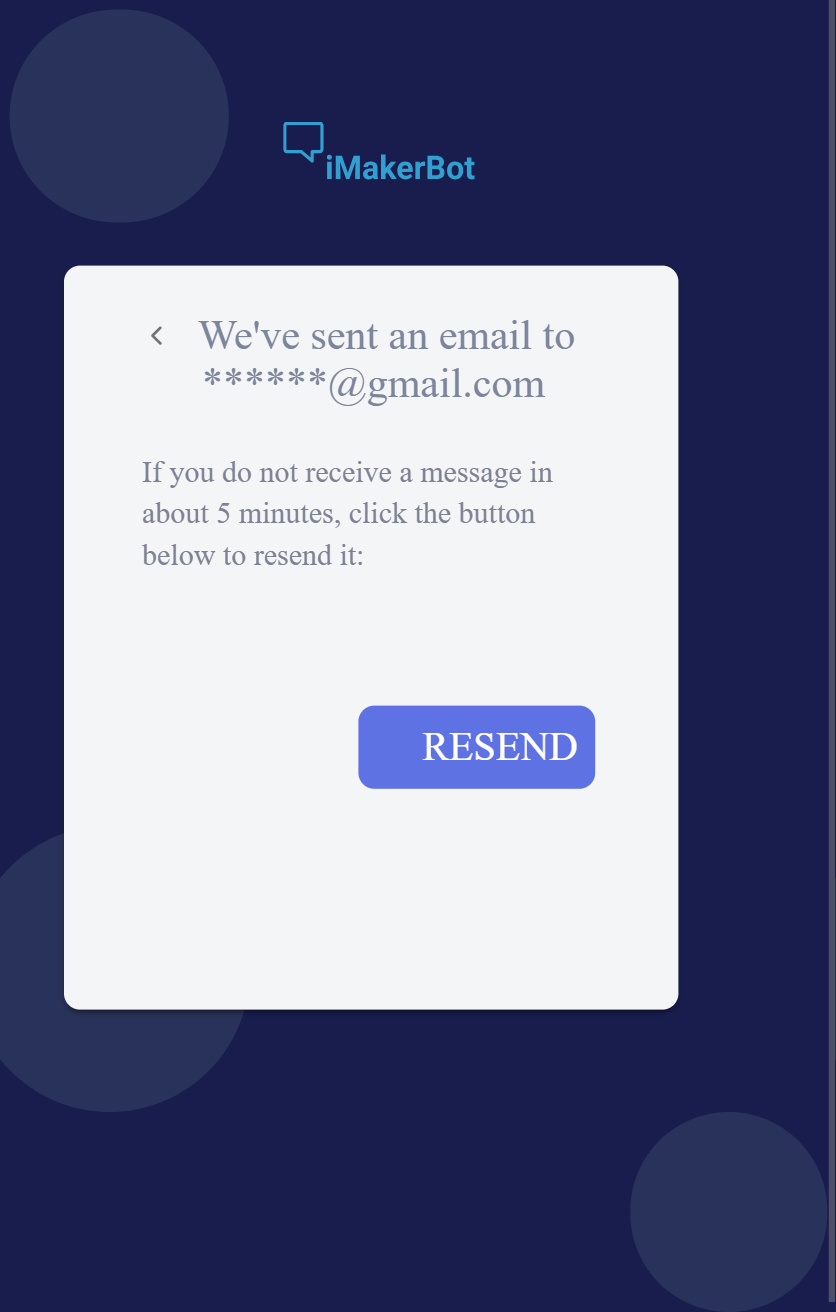 iMakerBot
We've sent an email to
******@gmail.com
If you do not receive a message in
about 5 minutes, click the button
below to resend it:
RESEND